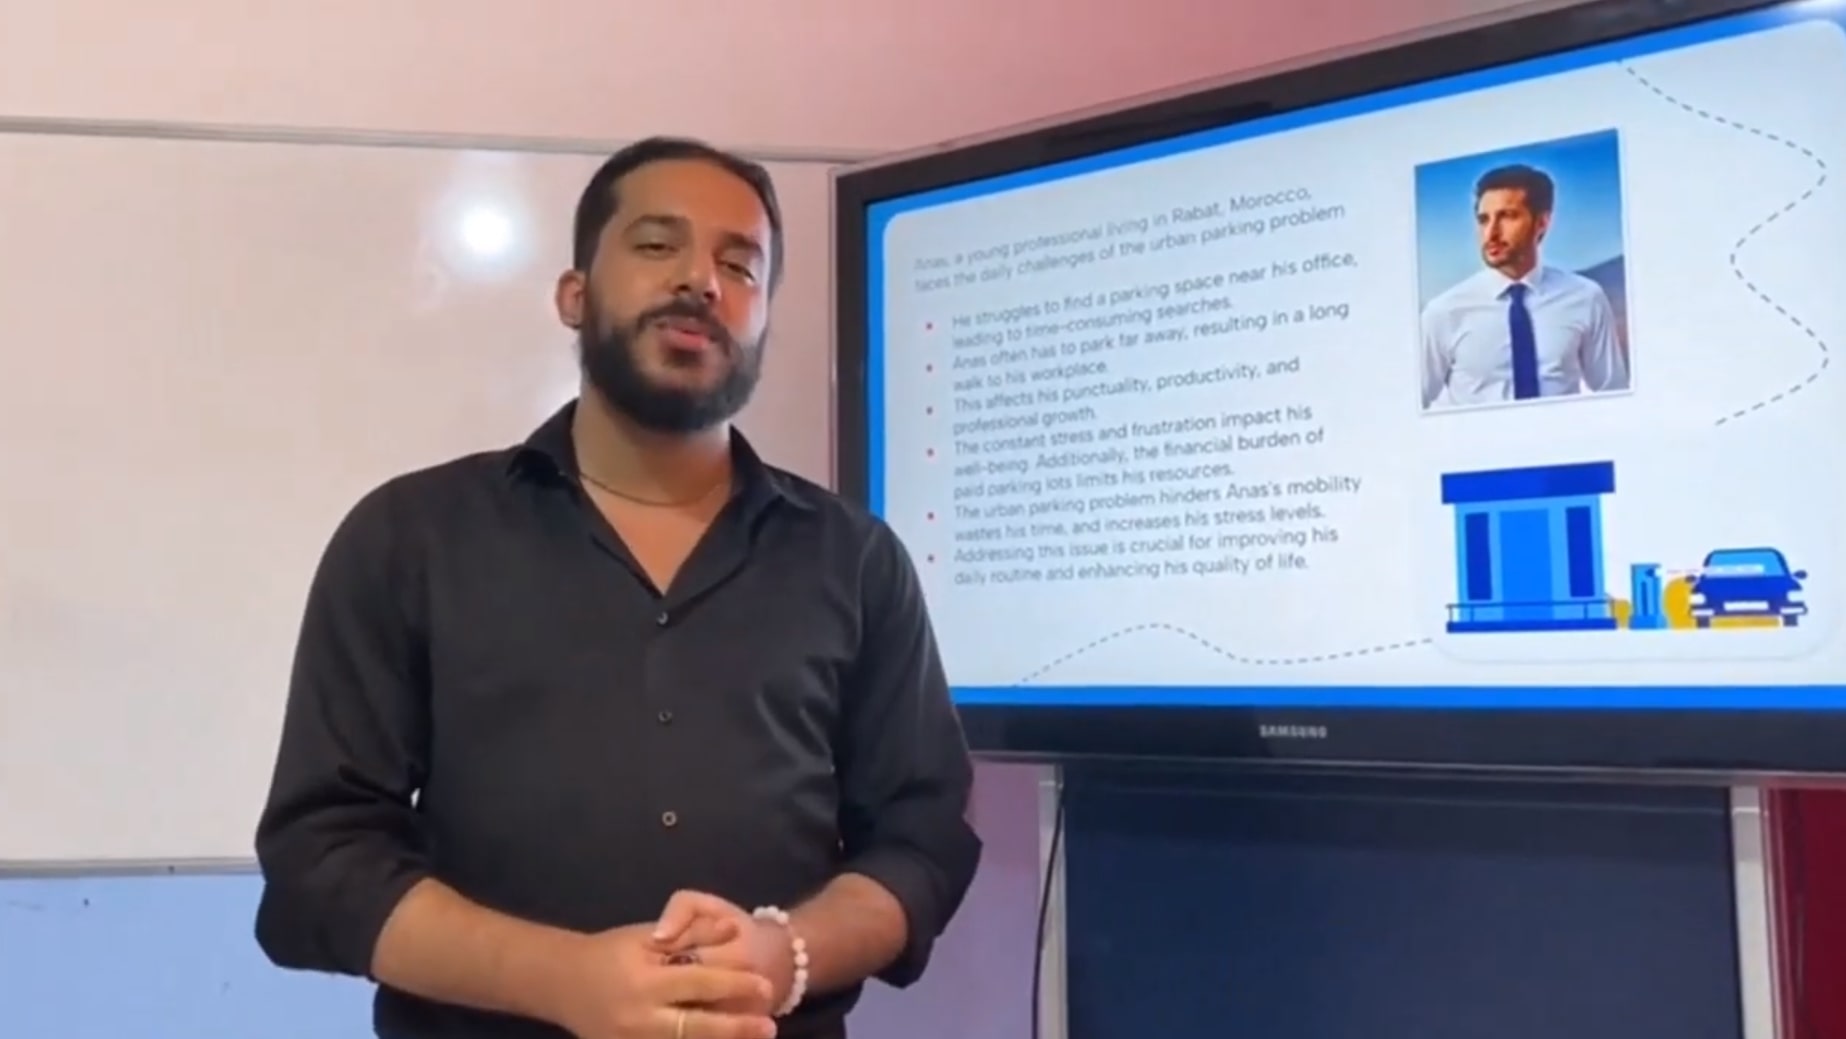 Anas, a young professional living in Rabat, Morocco,
faces the daily challenges of the urban parking problem
He struggles to find a parking space near his office,
leading to time-consuming searches.
Anas often has to park far away, resulting in a long
walk to his workplace.
This affects his punctuality, productivity, and
professional growth.
The constant stress and frustration impact his
well-being. Additionally, the financial burden of
paid parking lots limits his resources.
The urban parking problem hinders Anas's mobility
wastes his time, and increases his stress levels.
Addressing this issue is crucial for improving his
daily routine and enhancing his quality of life.
SAMSUNG